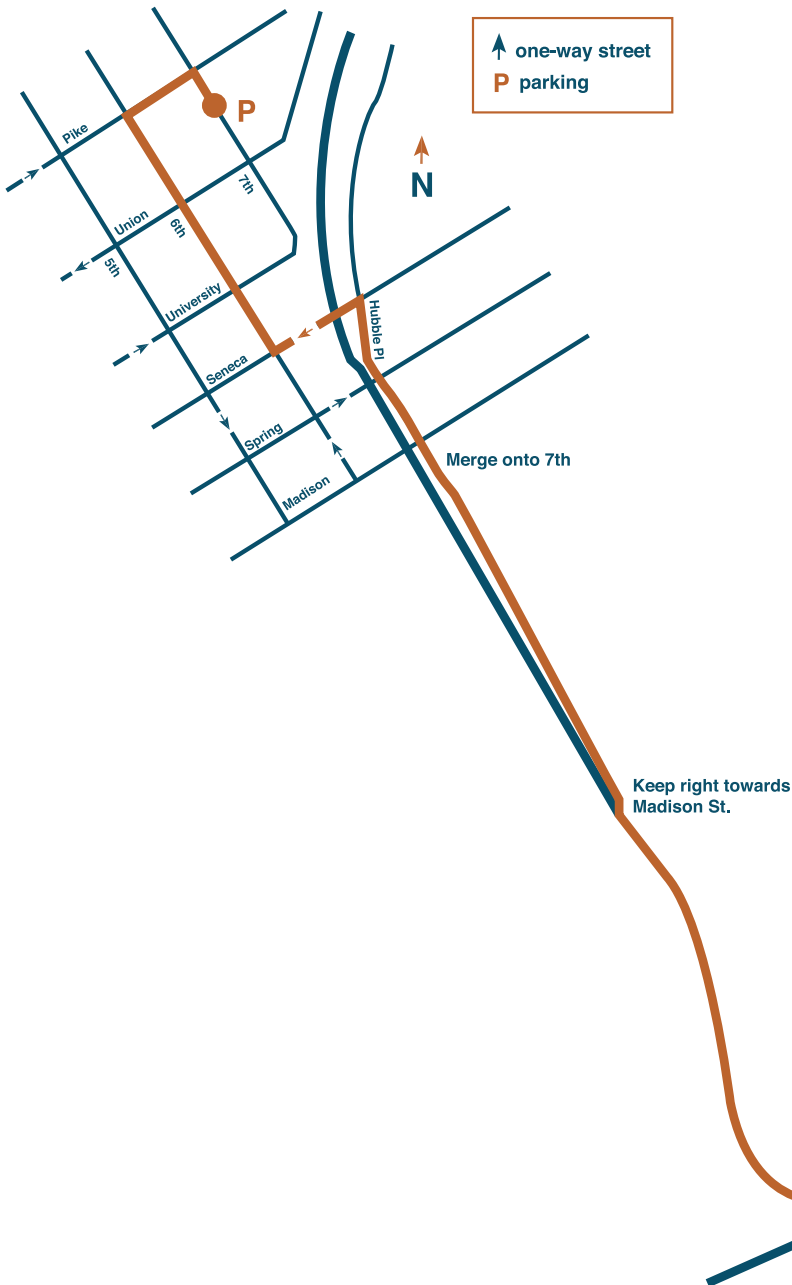 one-way street
P parking
P
N
Pike
7th
Union
6th
5th
University
Hubble Pl
Seneca
Spring
Merge onto 7th
Madison
Keep right towards
Madison St.